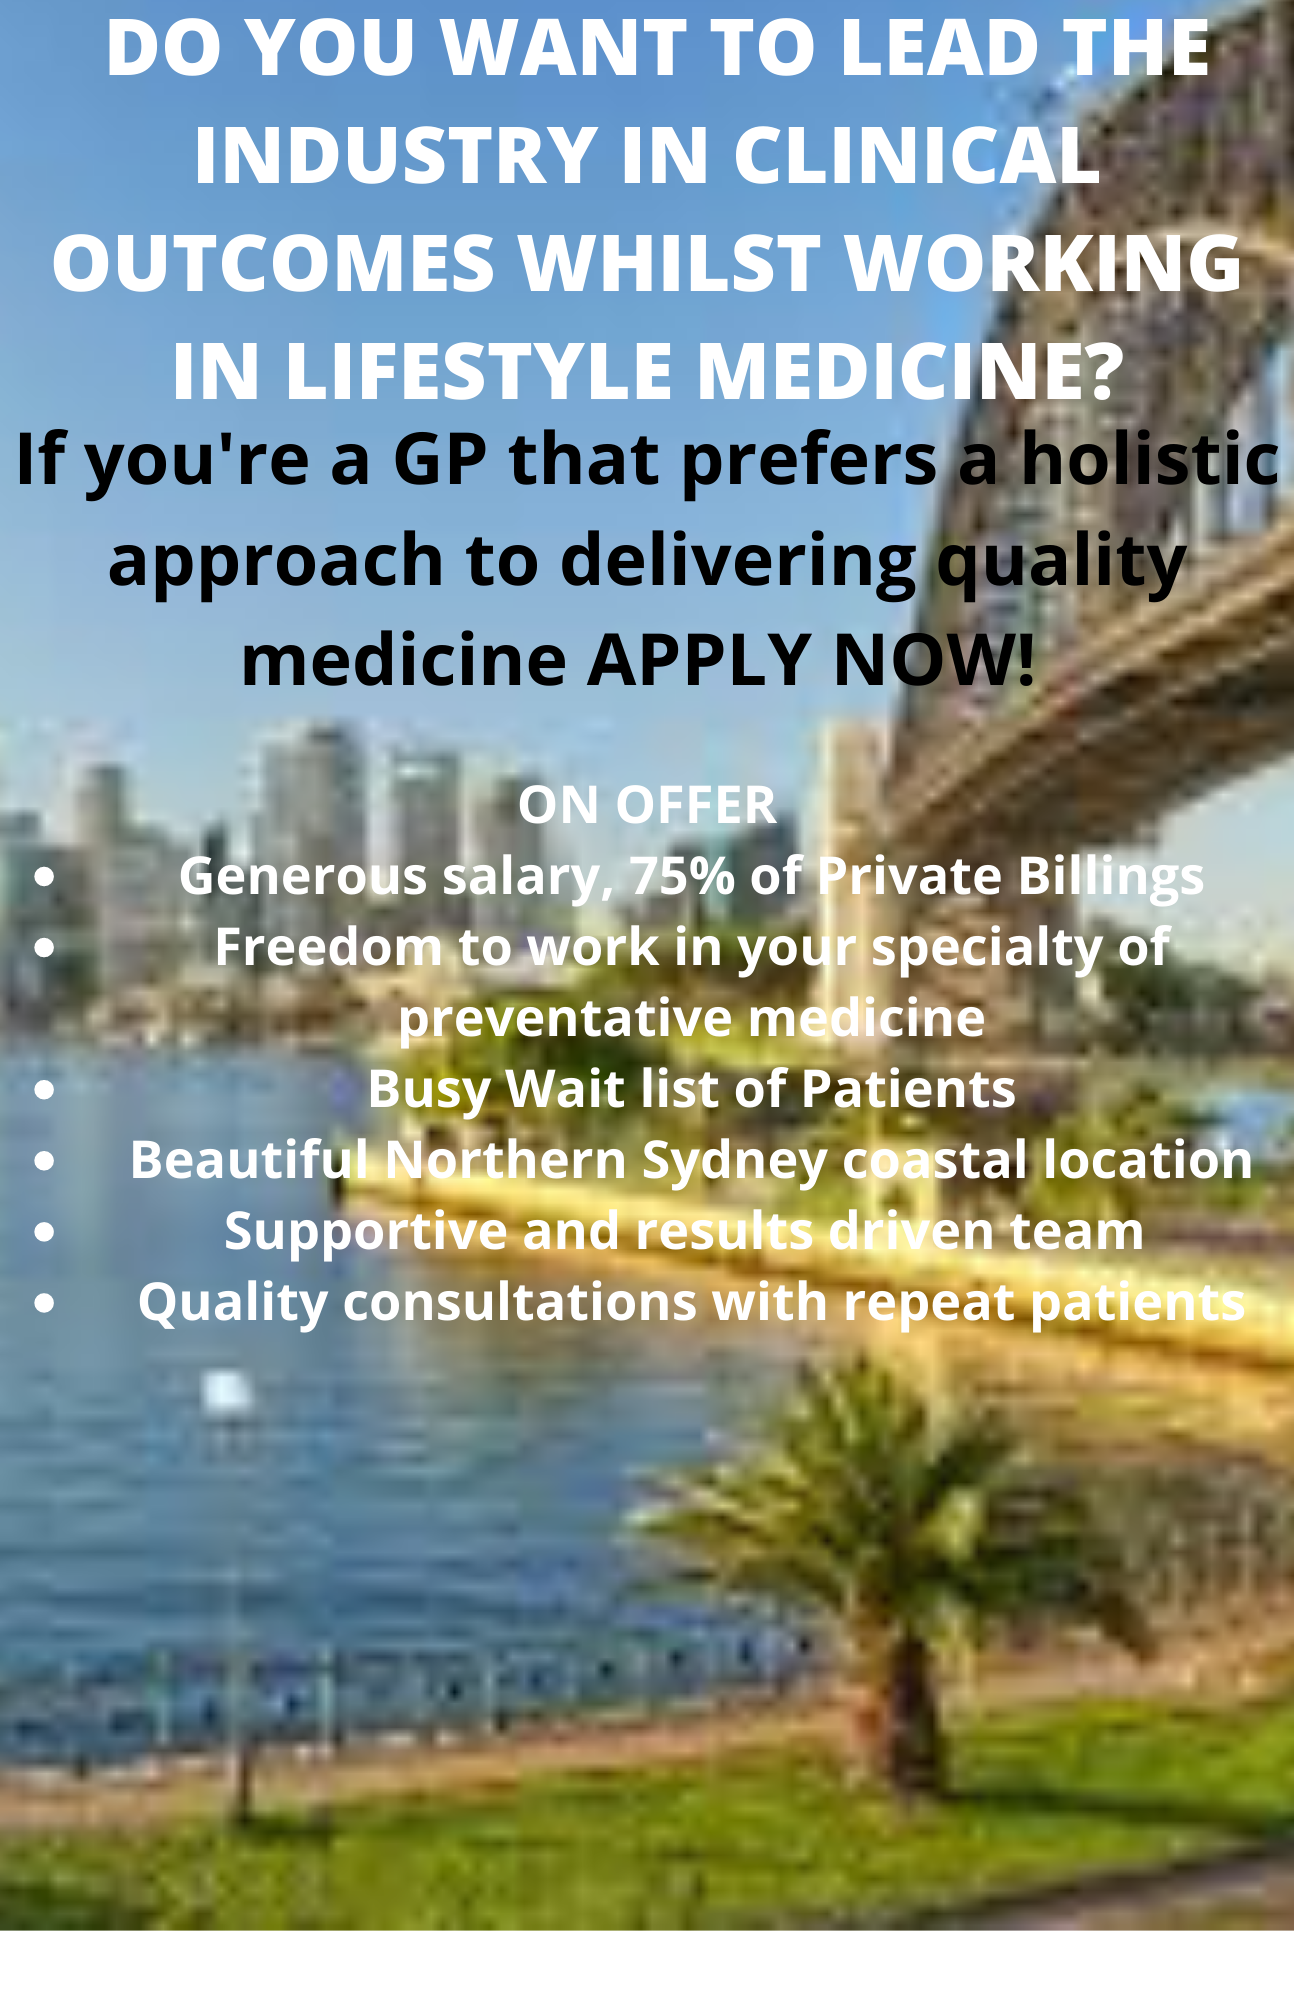 DO YOU WANT TO LEAD THE
INDUSTRY IN CLINICAL
OUTCOMES WHILST WORKING
IN LIFESTYLE MEDICINE?
If you're a GP that prefers a holistic
approach to delivering quality
medicine APPLY NOW!
ON OFFER
• Generous salary, 75% of Private Billings
• Freedom to work in your specialty of
preventative medicine
• Busy Wait list of Patients
• Beautiful Northern Sydney coastal location
• Supportive and results driven team
• Quality consultations with repeat patients